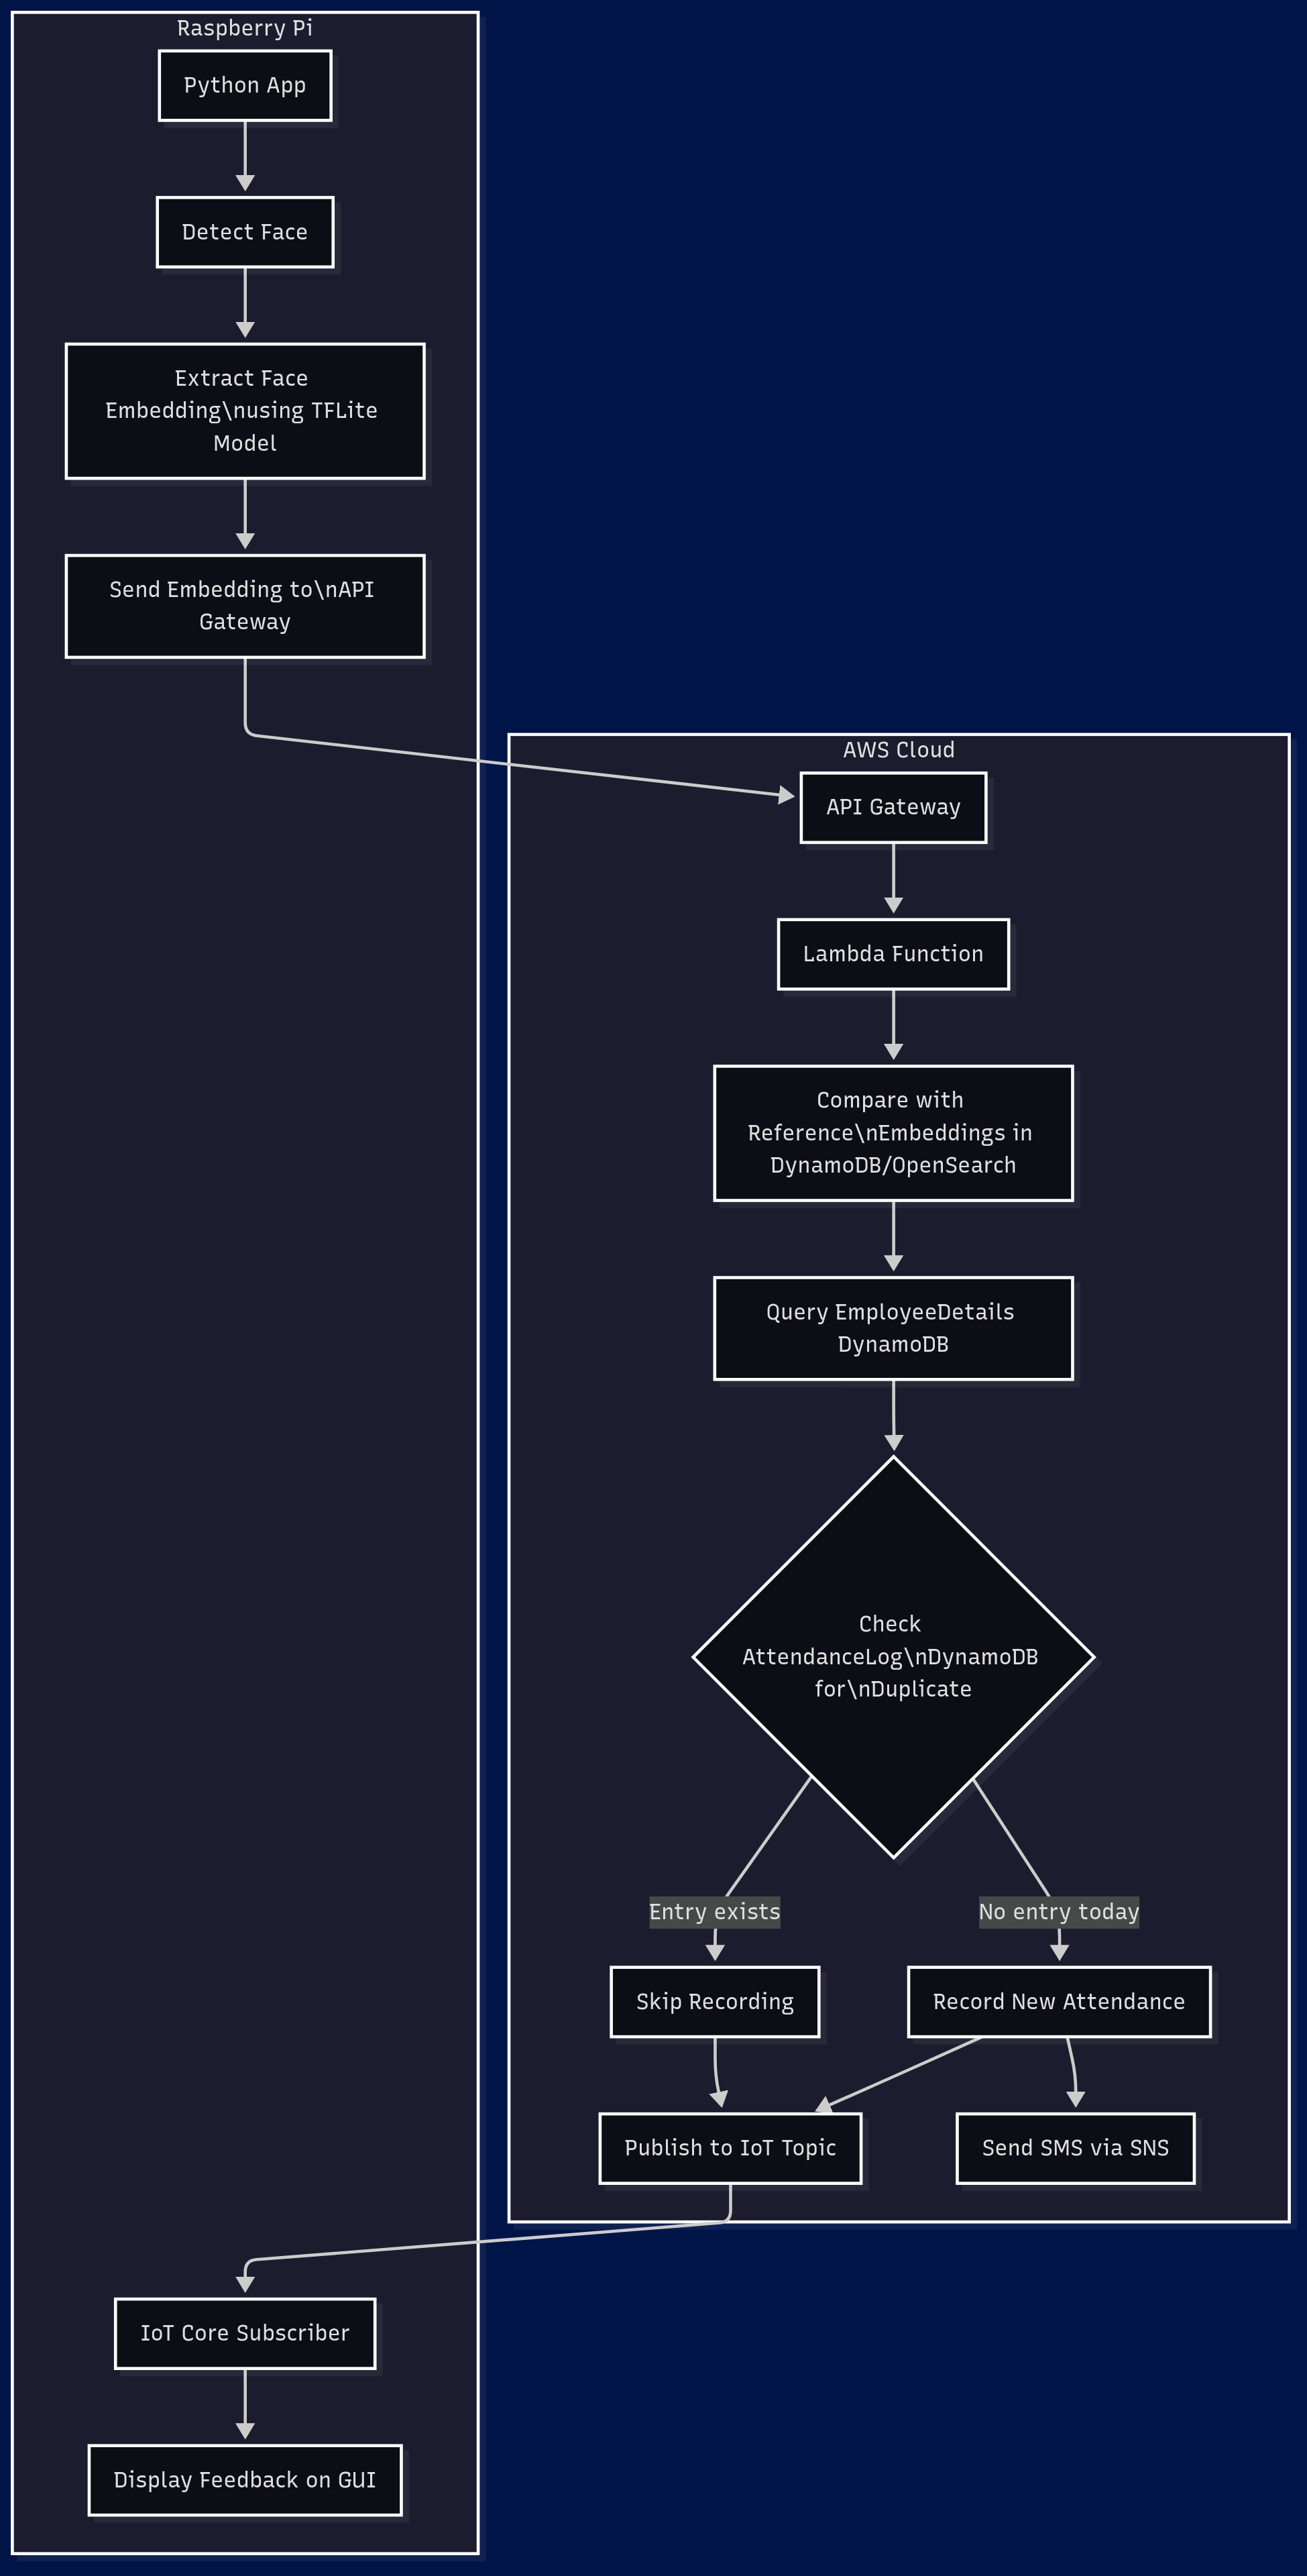 Raspberry Pi
Python App
Detect Face
Extract Face
Embedding\nusing TFLite
Model
Send Embedding to\nAPI
Gateway
AWS Cloud
API Gateway
Lambda Function
Compare with
Reference\nEmbeddings in
DynamoDB/OpenSearch
Query EmployeeDetails
DynamoDB
Check
AttendanceLog\nDynamoDB
for\nDuplicate
Entry exists
No entry today
Skip Recording
Record New Attendance
Publish to IoT Topic
Send SMS via SNS
IoT Core Subscriber
Display Feedback on GUI